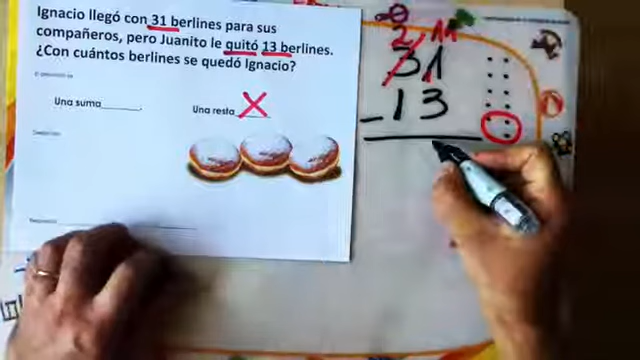 Ignacio llegó con 31 berlines para sus
compañeros, pero Juanito le quitó 13 berlines.
¿Con cuántos berlines se quedó Ignacio?
Una suma______.
Una resta X
2 11
31
- 13